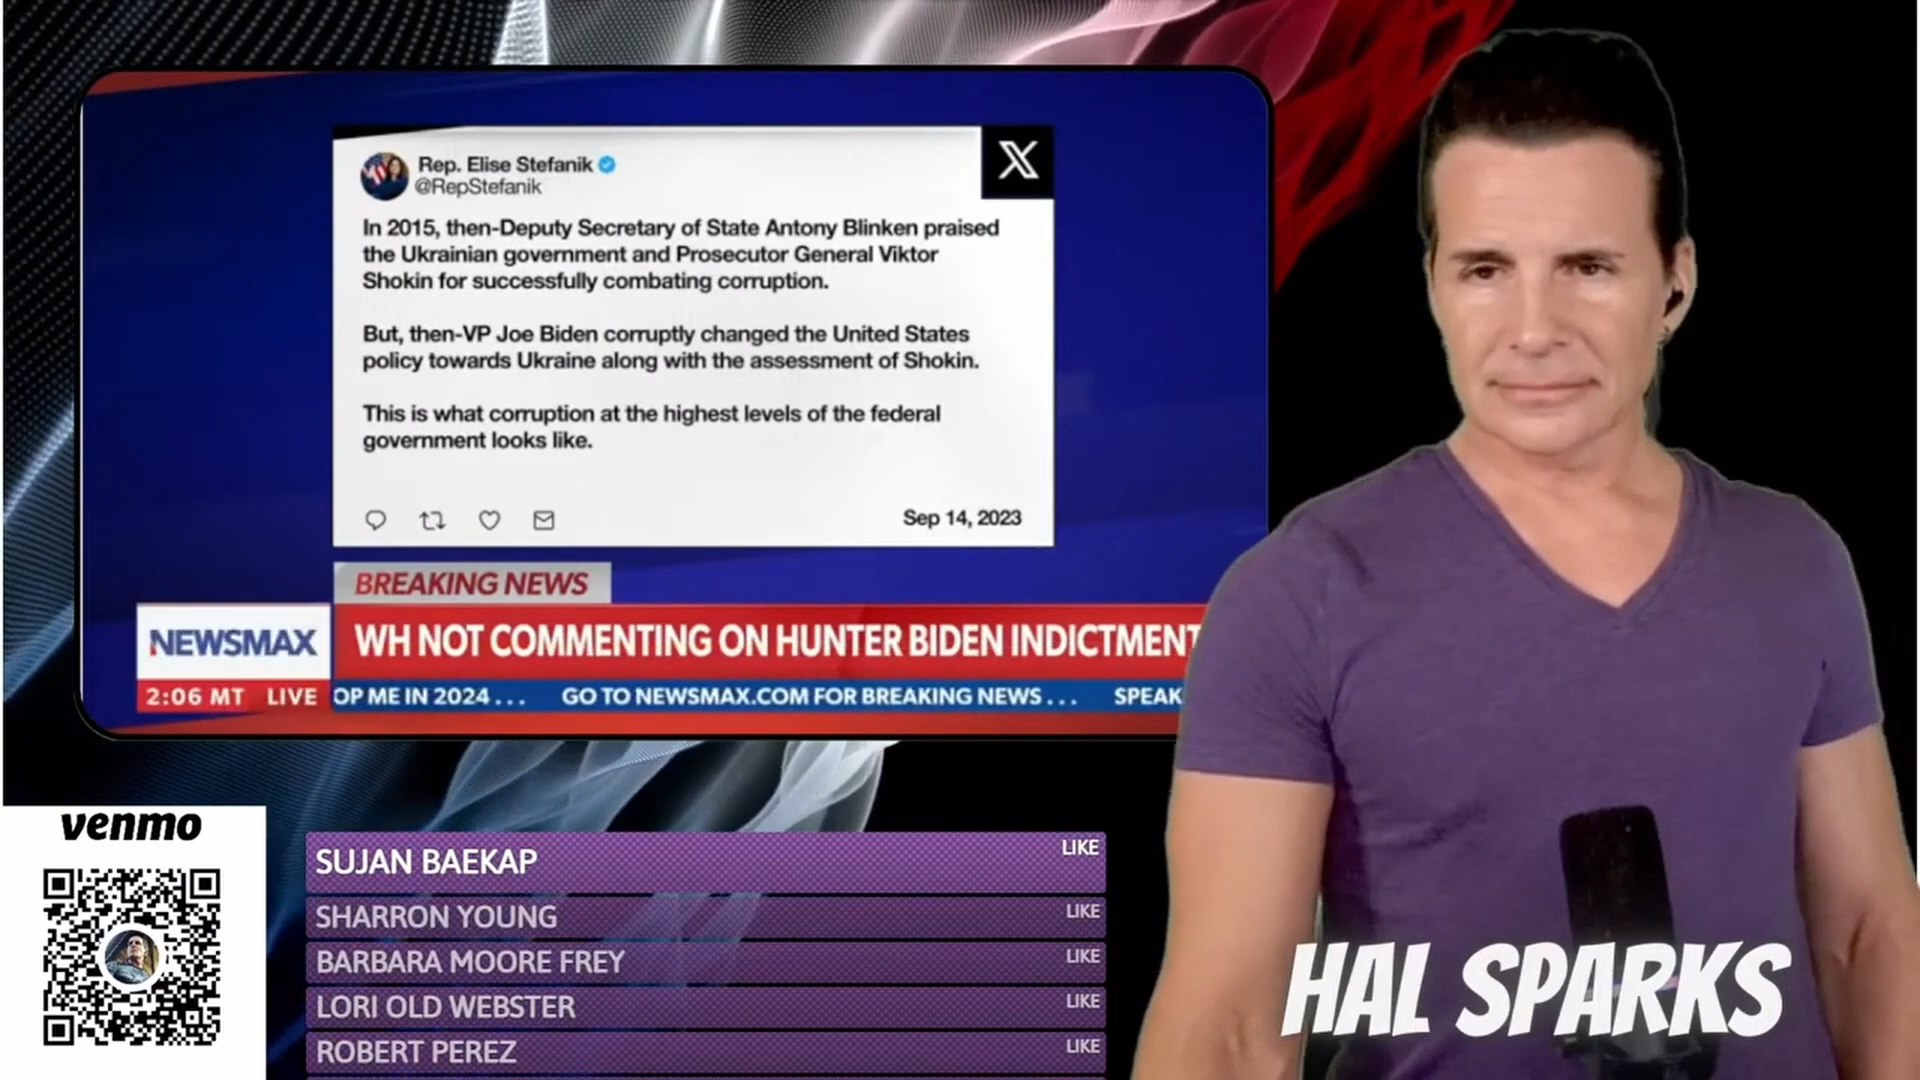 Rep. Elise Stefanik
@RepStefanik
X
In 2015, then-Deputy Secretary of State Antony Blinken praised
the Ukrainian government and Prosecutor General Viktor
Shokin for successfully combating corruption.
But, then-VP Joe Biden corruptly changed the United States
policy towards Ukraine along with the assessment of Shokin.
This is what corruption at the highest levels of the federal
government looks like.
Sep 14, 2023
BREAKING NEWS
NEWSMAX
WH NOT COMMENTING ON HUNTER BIDEN INDICTMENT
2:06 MT LIVE
OP ME IN 2024 . . . GO TO NEWSMAX.COM FOR BREAKING NEWS . . . SPEAK
venmo
SUJAN BAEKAP LIKE
SHARRON YOUNG LIKE
BARBARA MOORE FREY LIKE
LORI OLD WEBSTER LIKE
ROBERT PEREZ LIKE
HAL SPARKS